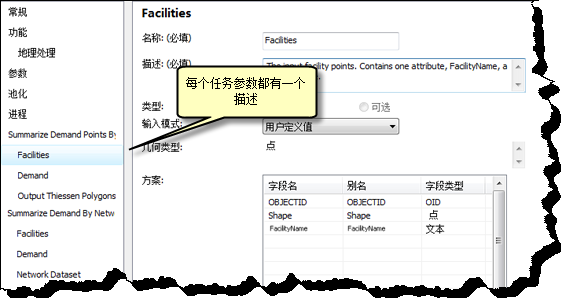 常规
功能
地理处理
参数
池化
进程
Summarize Demand Points By
Facilities
Demand
Output Thiessen Polygons
Summarize Demand By Netw
Facilities
Demand
Network Dataset
Facilities
名称: (必填)
Facilities
描述: (必填)
The input facility points. Contains one attribute, FacilityName, a
每个任务参数都有一个
描述
类型:
可选
输入模式:
用户定义值
几何类型:
点
方案:
字段名 别名 字段类型
OBJECTID OBJECTID OID
Shape Shape 点
FacilityName FacilityName 文本